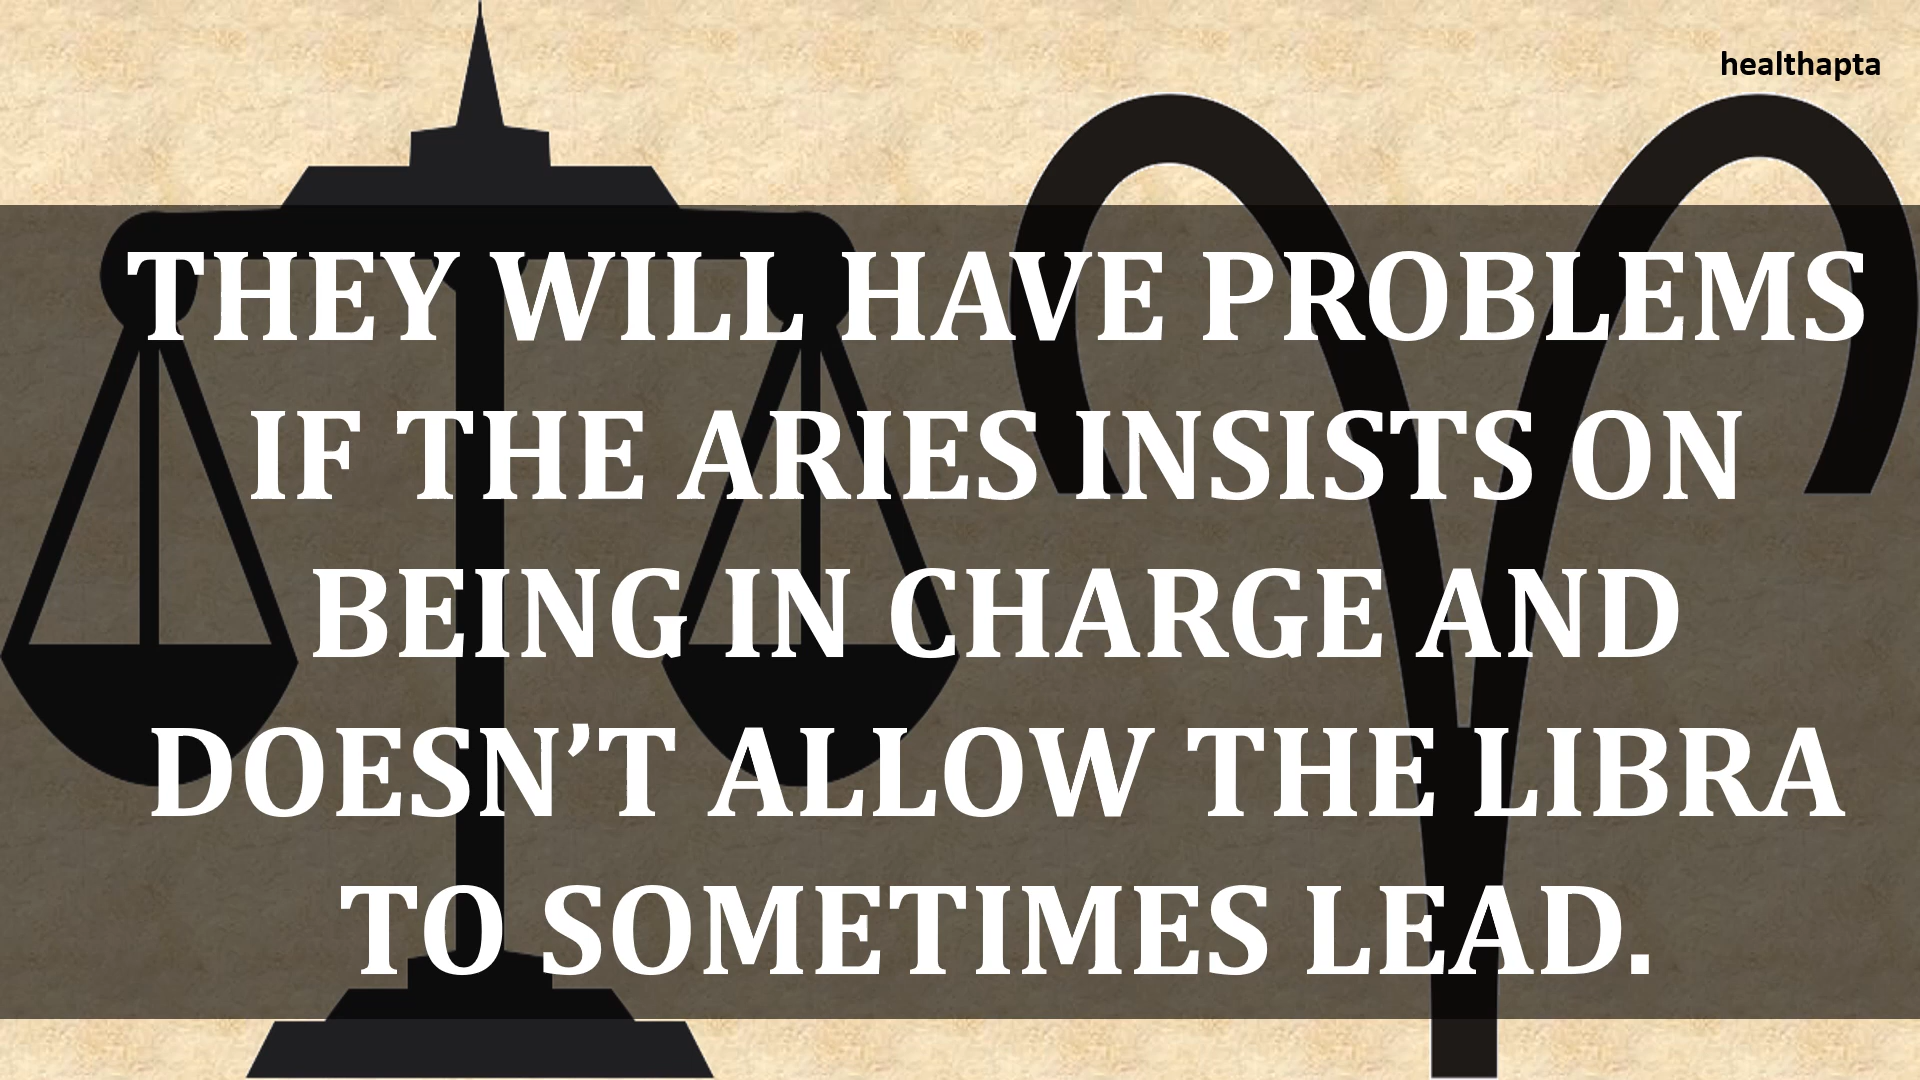 healthapta
THEY WILL HAVE PROBLEMS
IF THE ARIES INSISTS ON
BEING IN CHARGE AND
DOESN’T ALLOW THE LIBRA
TO SOMETIMES LEAD.